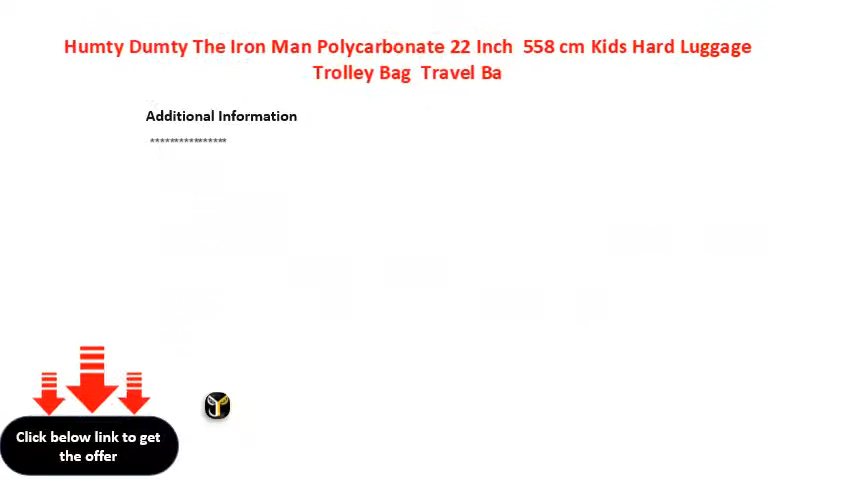 Humty Dumty The Iron Man Polycarbonate 22 Inch  558 cm Kids Hard Luggage
Trolley Bag  Travel Ba
Additional Information
****************
Click below link to get
the offer